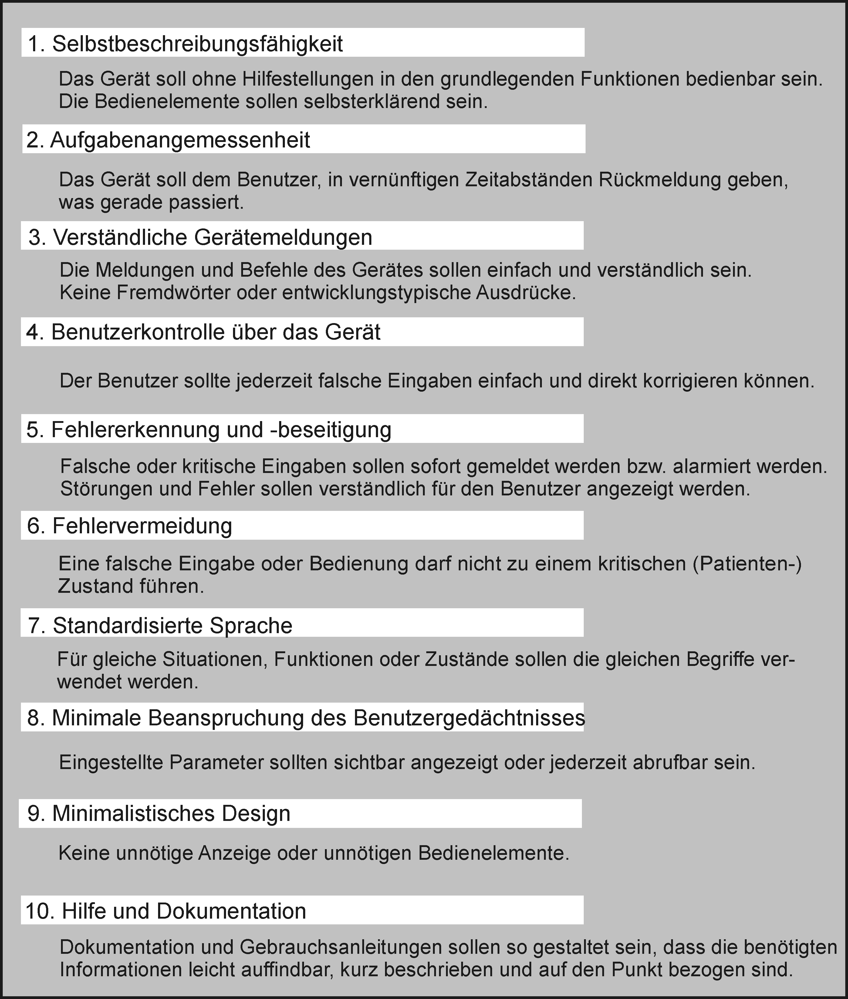 1. Selbstbeschreibungsfähigkeit
Das Gerät soll ohne Hilfestellungen in den grundlegenden Funktionen bedienbar sein.
Die Bedienelemente sollen selbsterklärend sein.
2. Aufgabenangemessenheit
Das Gerät soll dem Benutzer, in vernünftigen Zeitabständen Rückmeldung geben,
was gerade passiert.
3. Verständliche Gerätemeldungen
Die Meldungen und Befehle des Gerätes sollen einfach und verständlich sein.
Keine Fremdwörter oder entwicklungstypische Ausdrücke.
4. Benutzerkontrolle über das Gerät
Der Benutzer sollte jederzeit falsche Eingaben einfach und direkt korrigieren können.
5. Fehlererkennung und -beseitigung
Falsche oder kritische Eingaben sollen sofort gemeldet werden bzw. alarmiert werden.
Störungen und Fehler sollen verständlich für den Benutzer angezeigt werden.
6. Fehlervermeidung
Eine falsche Eingabe oder Bedienung darf nicht zu einem kritischen (Patienten-)
Zustand führen.
7. Standardisierte Sprache
Für gleiche Situationen, Funktionen oder Zustände sollen die gleichen Begriffe ver-
wendet werden.
8. Minimale Beanspruchung des Benutzergedächtnisses
Eingestellte Parameter sollten sichtbar angezeigt oder jederzeit abrufbar sein.
9. Minimalistisches Design
Keine unnötige Anzeige oder unnötigen Bedienelemente.
10. Hilfe und Dokumentation
Dokumentation und Gebrauchsanleitungen sollen so gestaltet sein, dass die benötigten
Informationen leicht auffindbar, kurz beschrieben und auf den Punkt bezogen sind.